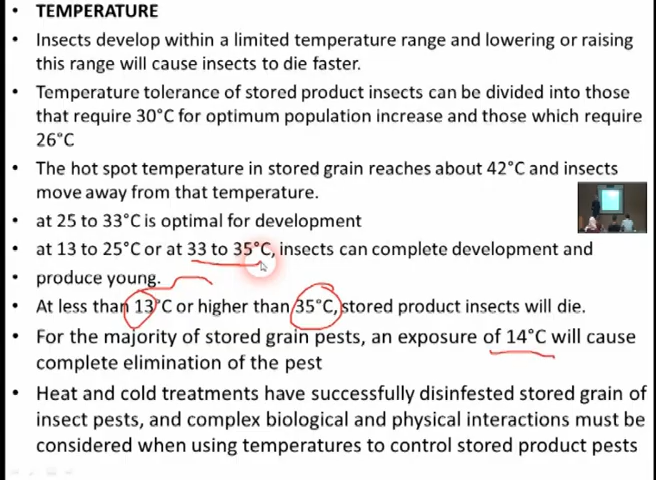 • TEMPERATURE
• Insects develop within a limited temperature range and lowering or raising
this range will cause insects to die faster.
• Temperature tolerance of stored product insects can be divided into those
that require 30°C for optimum population increase and those which require
26°C
• The hot spot temperature in stored grain reaches about 42°C and insects
move away from that temperature.
• at 25 to 33°C is optimal for development
• at 13 to 25°C or at 33 to 35°C, insects can complete development and
• produce young.
• At less than 13°C or higher than 35°C, stored product insects will die.
• For the majority of stored grain pests, an exposure of 14°C will cause
complete elimination of the pest
• Heat and cold treatments have successfully disinfested stored grain of
insect pests, and complex biological and physical interactions must be
considered when using temperatures to control stored product pests